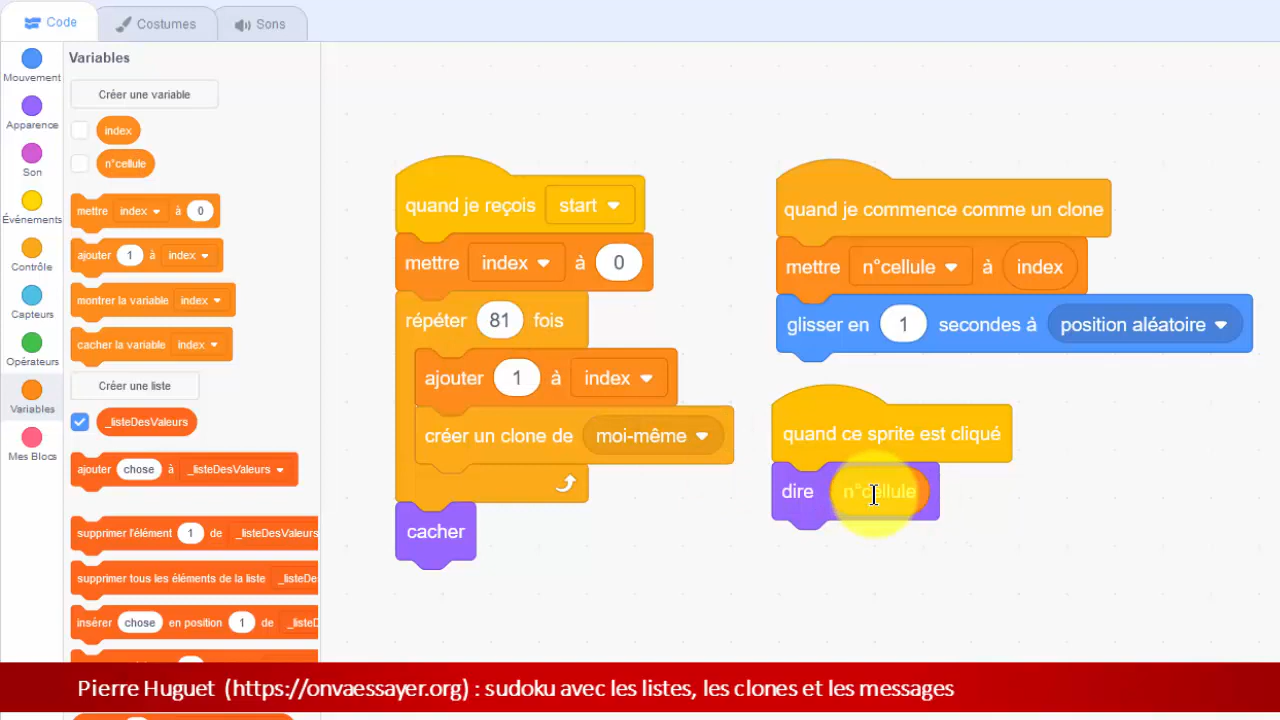 Code
Costumes
Sons
Mouvement
Apparence
Son
Événements
Contrôle
Capteurs
Opérateurs
Variables
Mes Blocs
Variables
Créer une variable
index
n°cellule
mettre index à 0
ajouter 1 à index
montrer la variable index
cacher la variable index
Créer une liste
_listeDesValeurs
ajouter chose à _listeDesValeurs
supprimer l'élément 1 de _listeDesValeurs
supprimer tous les éléments de la liste _listeDe
insérer chose en position 1 de _listeD
quand je reçois start
mettre index à 0
répéter 81 fois
ajouter 1 à index
créer un clone de moi-même
cacher
quand je commence comme un clone
mettre n°cellule à index
glisser en 1 secondes à position aléatoire
quand ce sprite est cliqué
dire n°cellule
Pierre Huguet (https://onvaessayer.org) : sudoku avec les listes, les clones et les messages